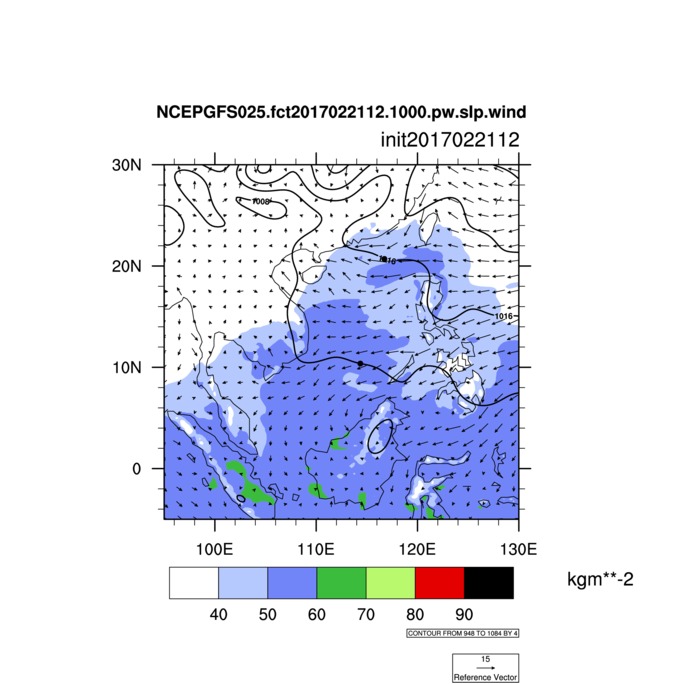 NCEPGFS025.fct2017022112.1000.pw.slp.wind
init2017022112
30N
1008
20N
1016
1016
10N
0
100E 110E 120E 130E
kgm**-2
40 50 60 70 80 90
CONTOUR FROM 948 TO 1084 BY 4
15
Reference Vector